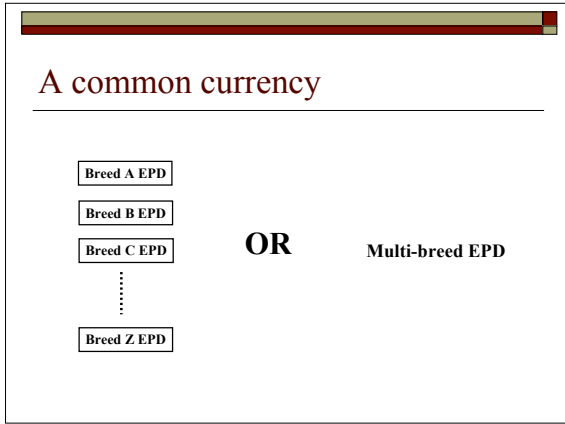 A common currency
Breed A EPD
Breed B EPD
Breed C EPD
Breed Z EPD
OR
Multi-breed EPD